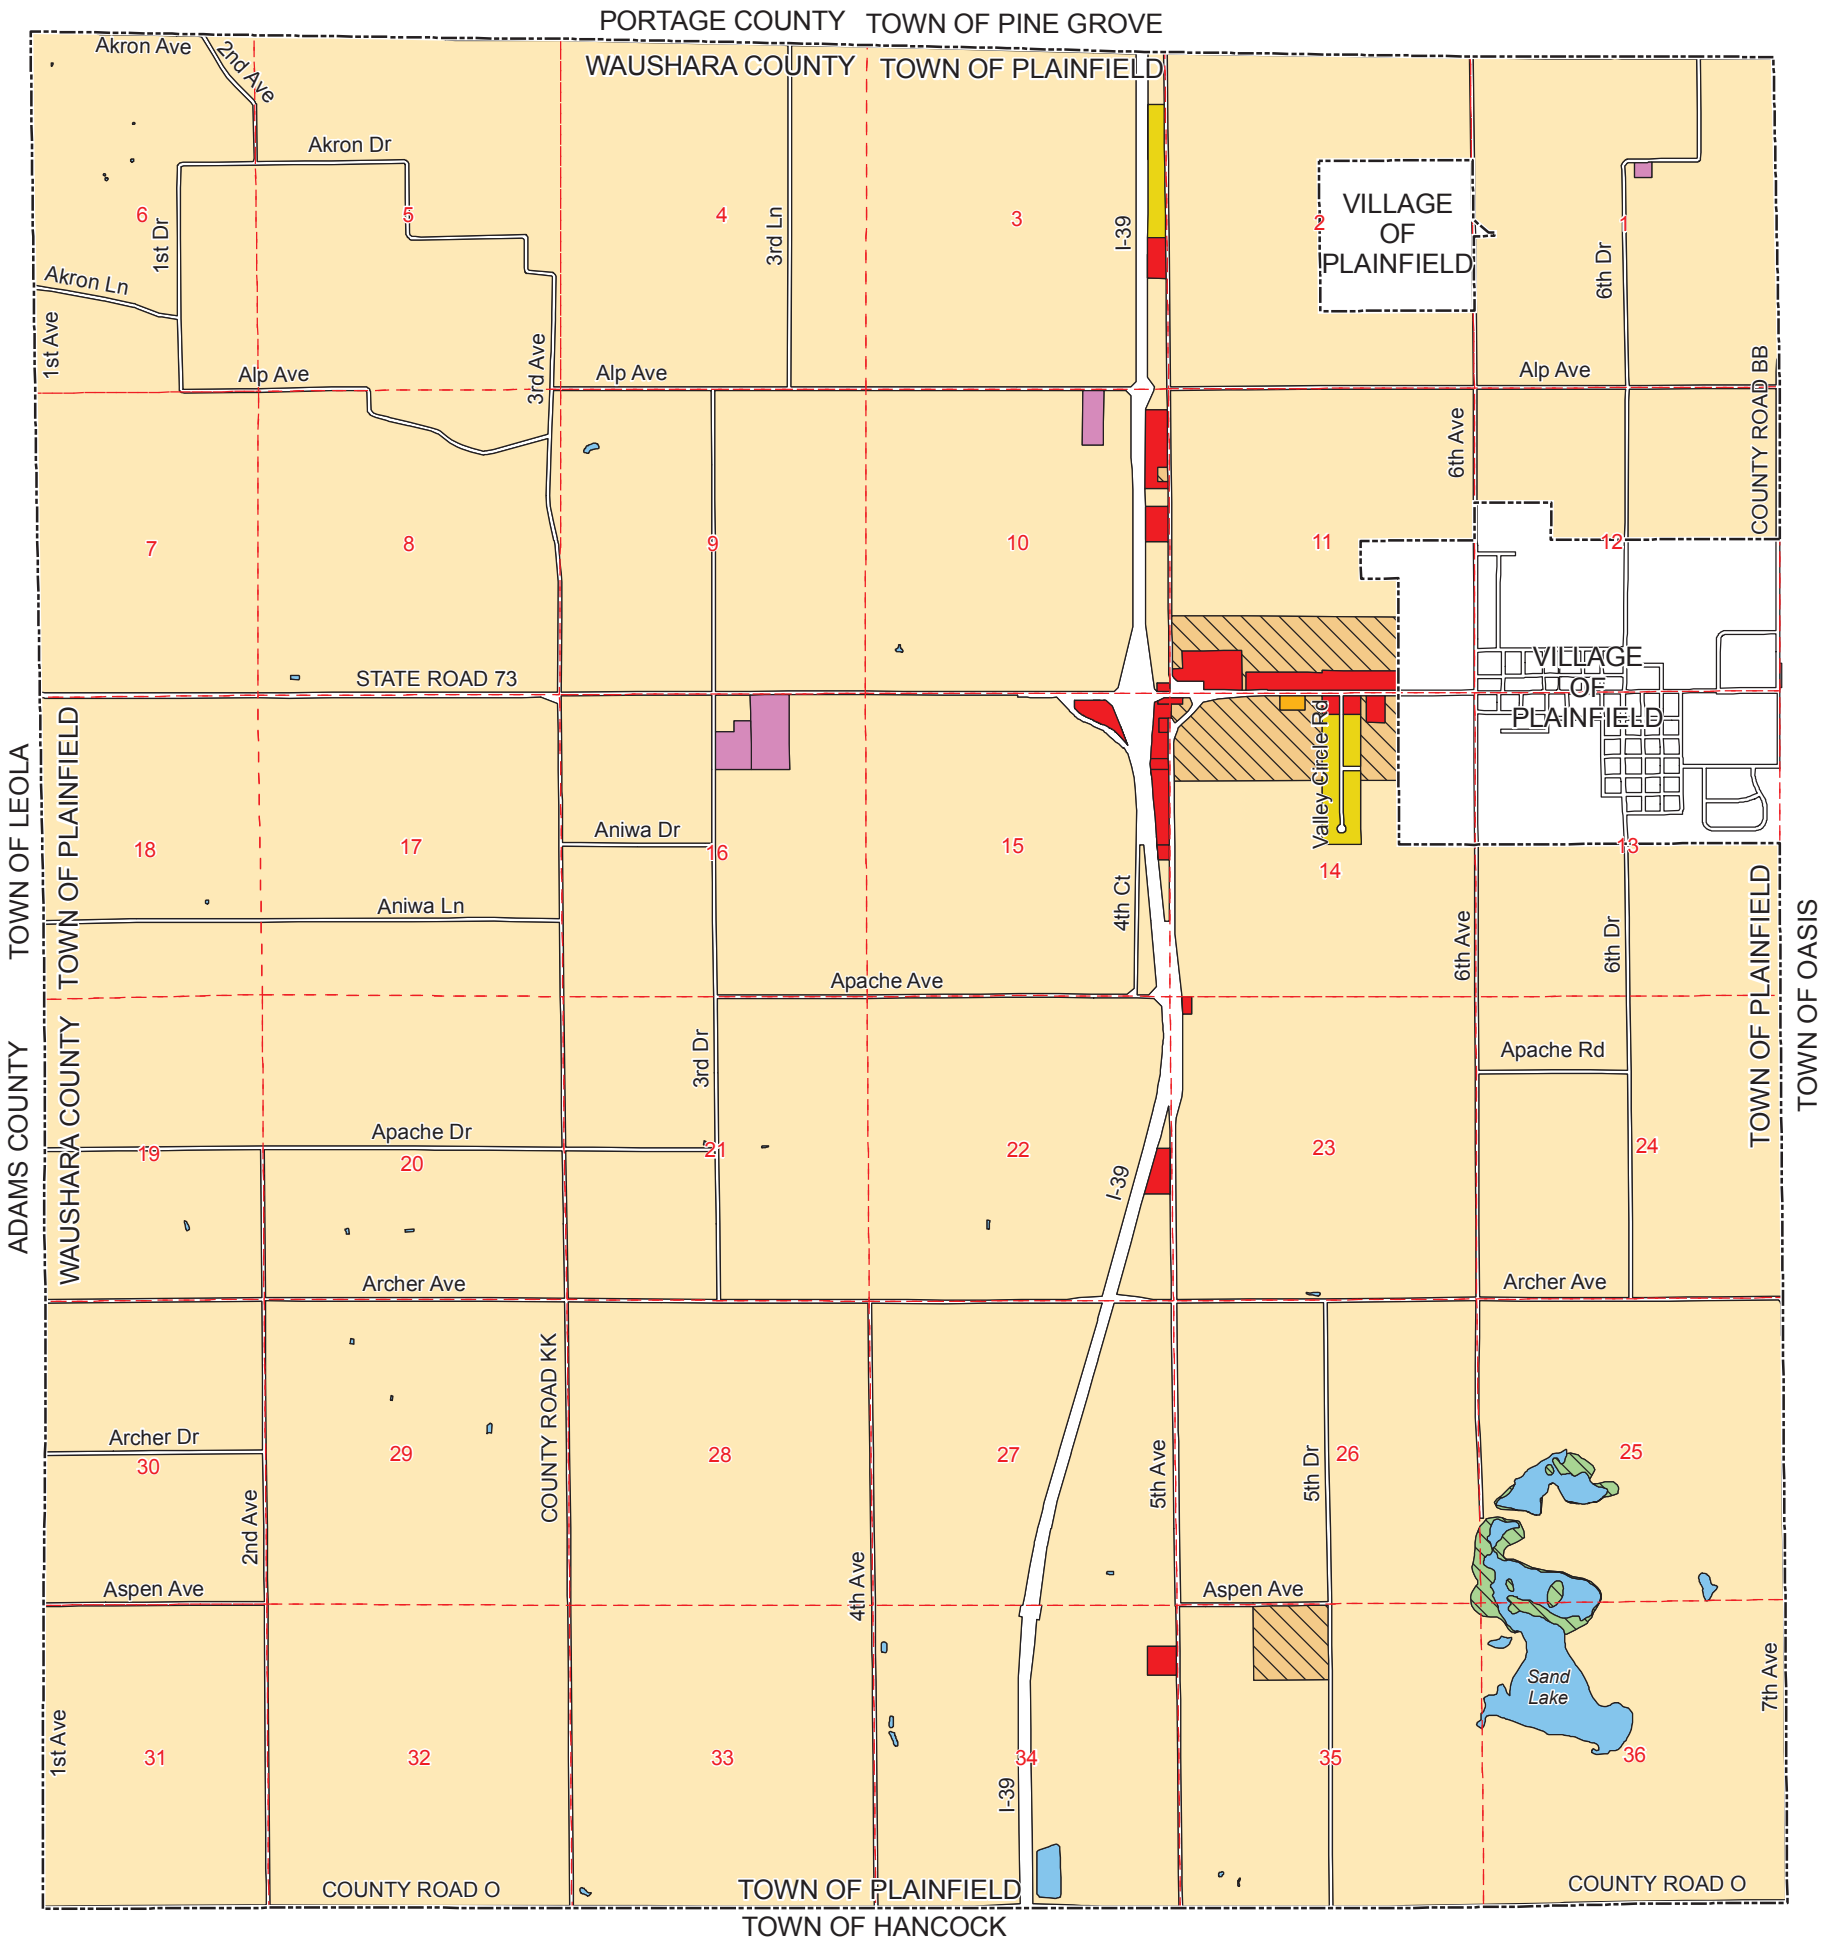 PORTAGE COUNTY TOWN OF PINE GROVE
WAUSHARA COUNTY TOWN OF PLAINFIELD
Akron Ave
2nd Ave
Akron Dr
6
1st Dr
5
4
3rd Ln
3
I-39
2
VILLAGE
OF
PLAINFIELD
1
6th Dr
Akron Ln
1st Ave
Alp Ave
3rd Ave
Alp Ave
Alp Ave
COUNTY ROAD BB
6th Ave
7
8
9
10
11
12
STATE ROAD 73
VILLAGE
OF
PLAINFIELD
Valley Circle Rd
TOWN OF LEOLA
TOWN OF PLAINFIELD
18
17
Aniwa Dr
16
15
14
13
Aniwa Ln
4th Ct
6th Ave
6th Dr
TOWN OF PLAINFIELD
TOWN OF OASIS
Apache Ave
ADAMS COUNTY
WAUSHARA COUNTY
3rd Dr
Apache Rd
Apache Dr
19
20
21
22
I-39
23
24
Archer Ave
Archer Ave
COUNTY ROAD KK
Archer Dr
30
29
28
27
5th Ave
5th Dr
26
25
2nd Ave
Aspen Ave
4th Ave
Aspen Ave
7th Ave
Sand
Lake
1st Ave
31
32
33
34
35
36
I-39
COUNTY ROAD O
TOWN OF PLAINFIELD
COUNTY ROAD O
TOWN OF HANCOCK